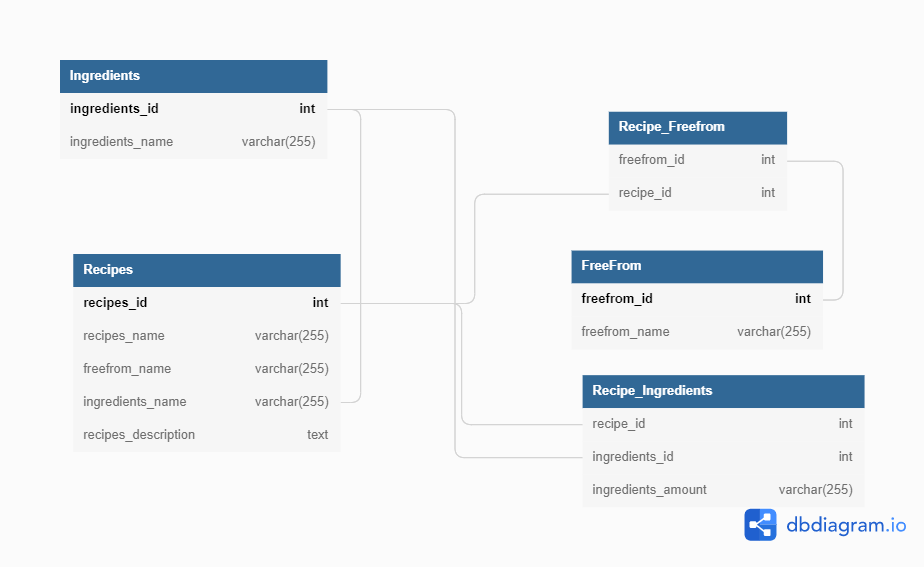 Ingredients
ingredients_id int
ingredients_name varchar(255)
Recipes
recipes_id int
recipes_name varchar(255)
freefrom_name varchar(255)
ingredients_name varchar(255)
recipes_description text
Recipe_Freefrom
freefrom_id int
recipe_id int
FreeFrom
freefrom_id int
freefrom_name varchar(255)
Recipe_Ingredients
recipe_id int
ingredients_id int
ingredients_amount varchar(255)
dbdiagram.io